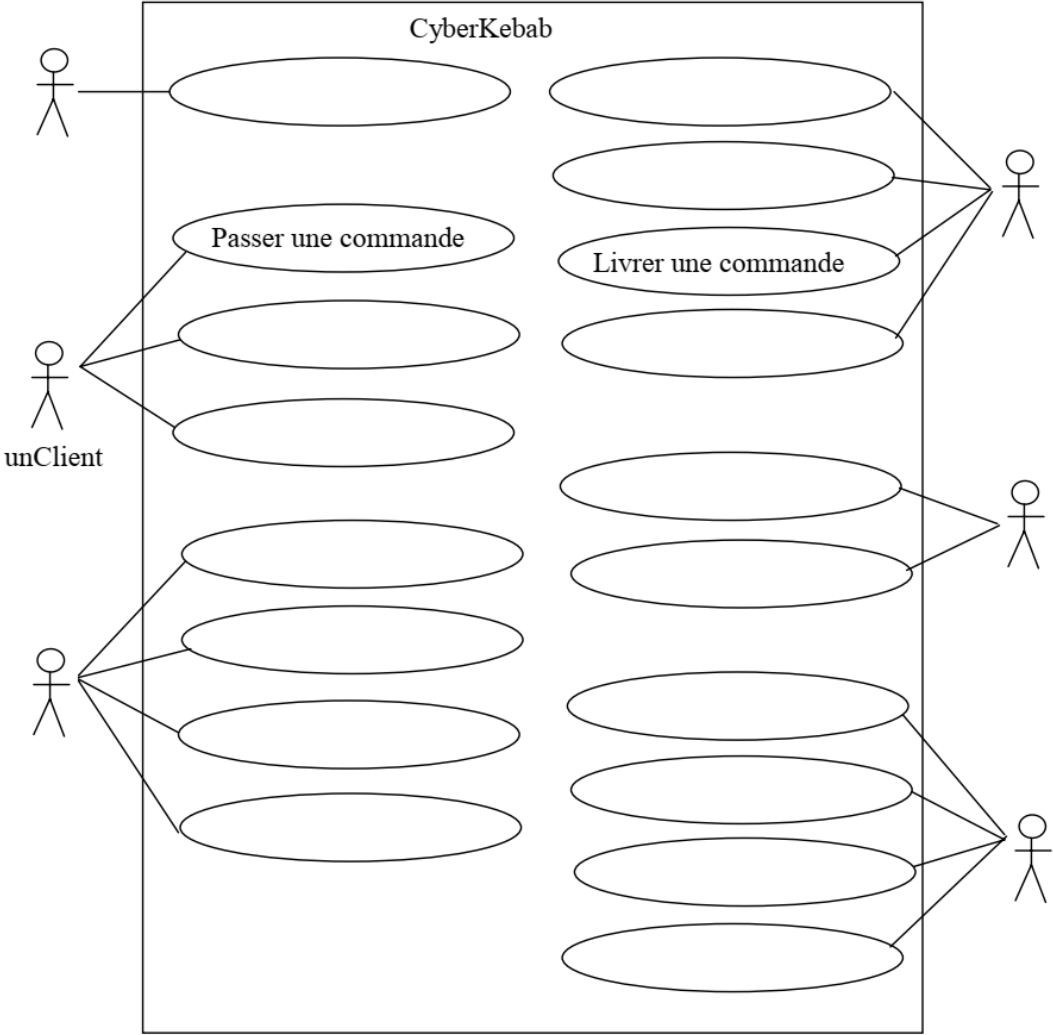 CyberKebab
Passer une commande
Livrer une commande
unClient